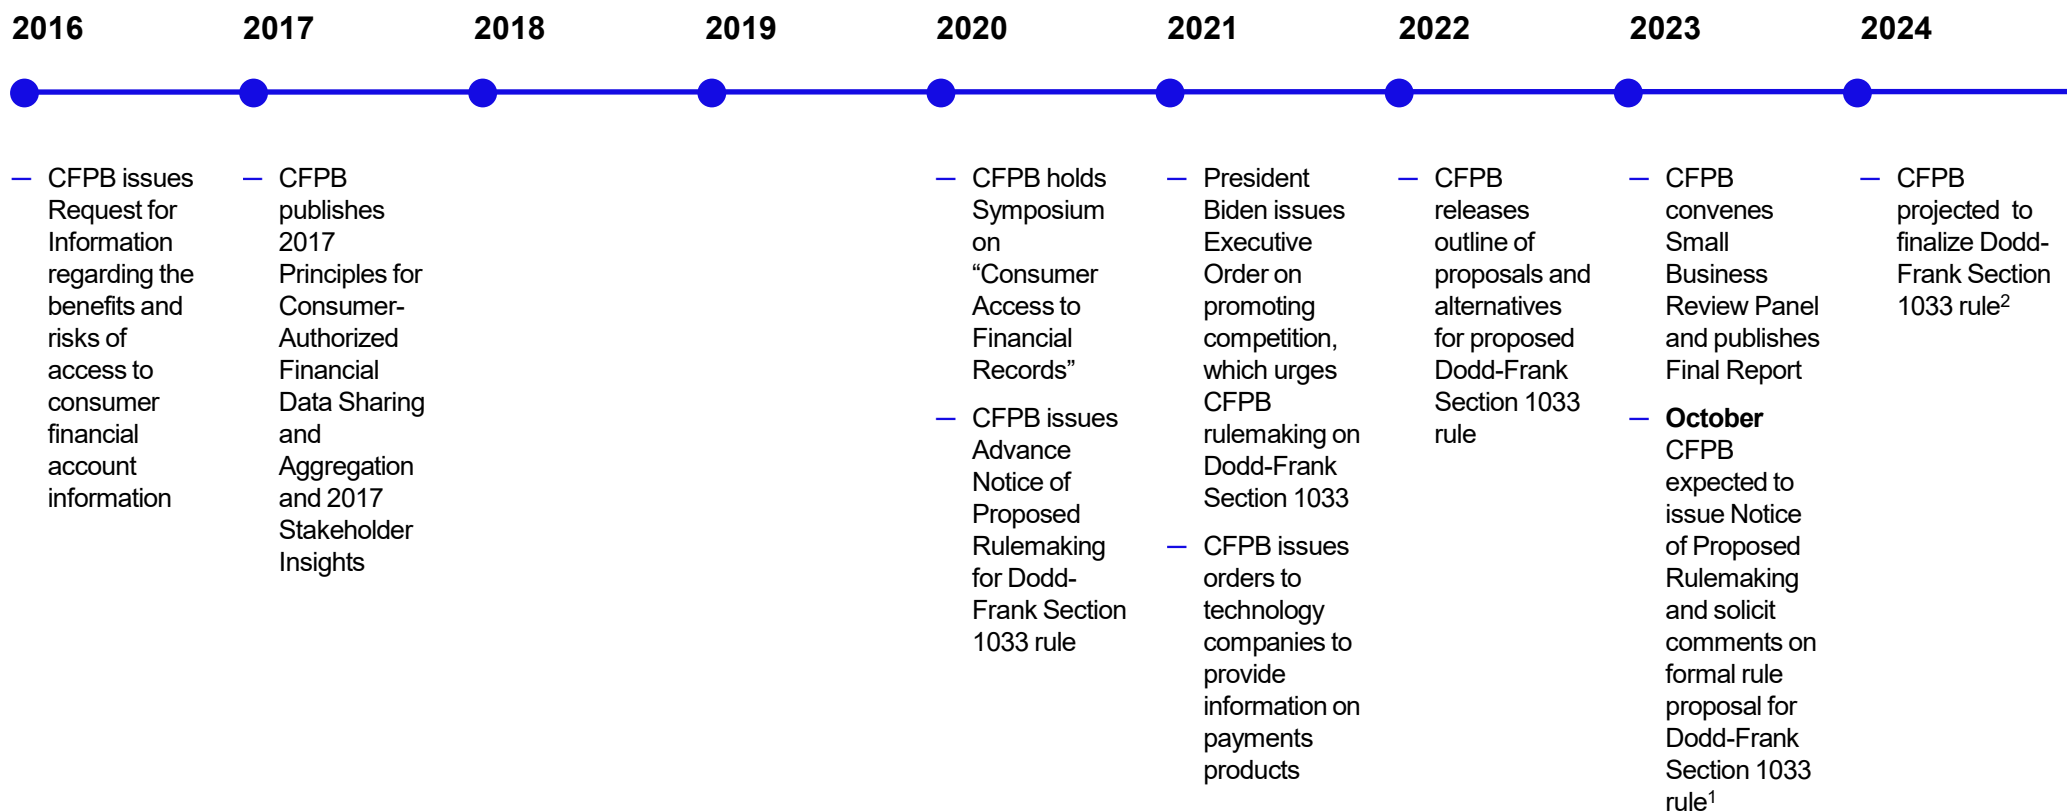 2016
2017
2018
2019
2020
2021
2022
2023
2024
— CFPB issues
Request for
Information
regarding the
benefits and
risks of
access to
consumer
financial
account
information
— CFPB
publishes
2017
Principles for
Consumer-
Authorized
Financial
Data Sharing
and
Aggregation
and 2017
Stakeholder
Insights
— CFPB holds
Symposium
on
“Consumer
Access to
Financial
Records”
— CFPB issues
Advance
Notice of
Proposed
Rulemaking
for Dodd-
Frank Section
1033 rule
— President
Biden issues
Executive
Order on
promoting
competition,
which urges
CFPB
rulemaking on
Dodd-Frank
Section 1033
— CFPB issues
orders to
technology
companies to
provide
information on
payments
products
— CFPB
releases
outline of
proposals and
alternatives
for proposed
Dodd-Frank
Section 1033
rule
— CFPB
convenes
Small
Business
Review Panel
and publishes
Final Report
— October
CFPB
expected to
issue Notice
of Proposed
Rulemaking
and solicit
comments on
formal rule
proposal for
Dodd-Frank
Section 1033
rule¹
— CFPB
projected to
finalize Dodd-
Frank Section
1033 rule²